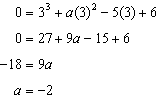 0 = 3³ + a(3)² − 5(3) + 6
0 = 27 + 9a − 15 + 6
−18 = 9a
a = −2